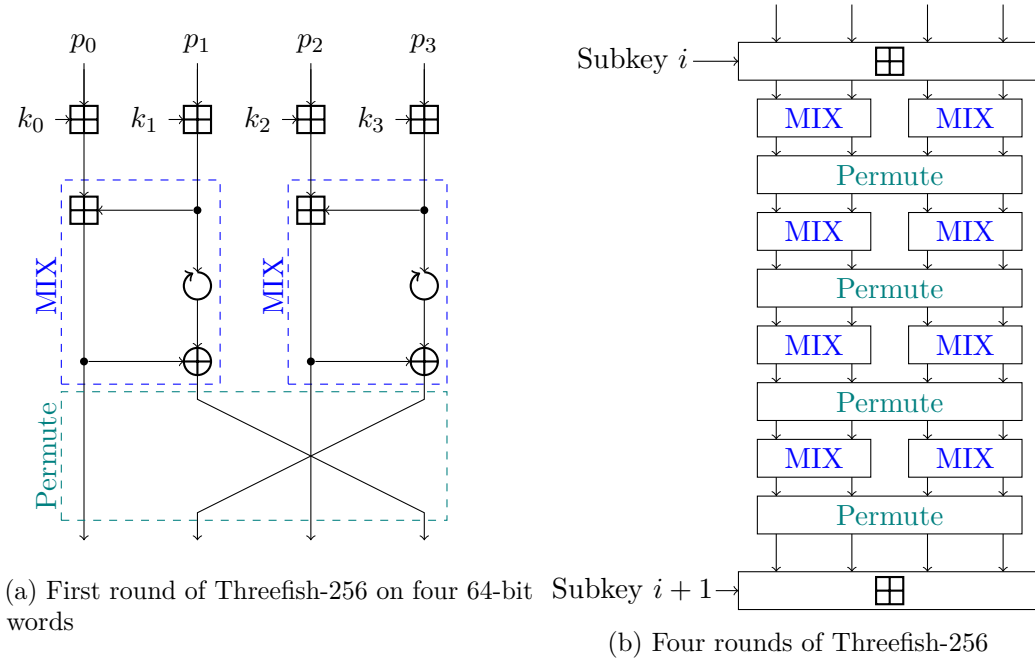 p₀ p₁ p₂ p₃
k₀ k₁ k₂ k₃
MIX MIX
Permute
(a) First round of Threefish-256 on four 64-bit
words
Subkey i
MIX MIX
Permute
MIX MIX
Permute
MIX MIX
Permute
MIX MIX
Permute
Subkey i + 1
(b) Four rounds of Threefish-256